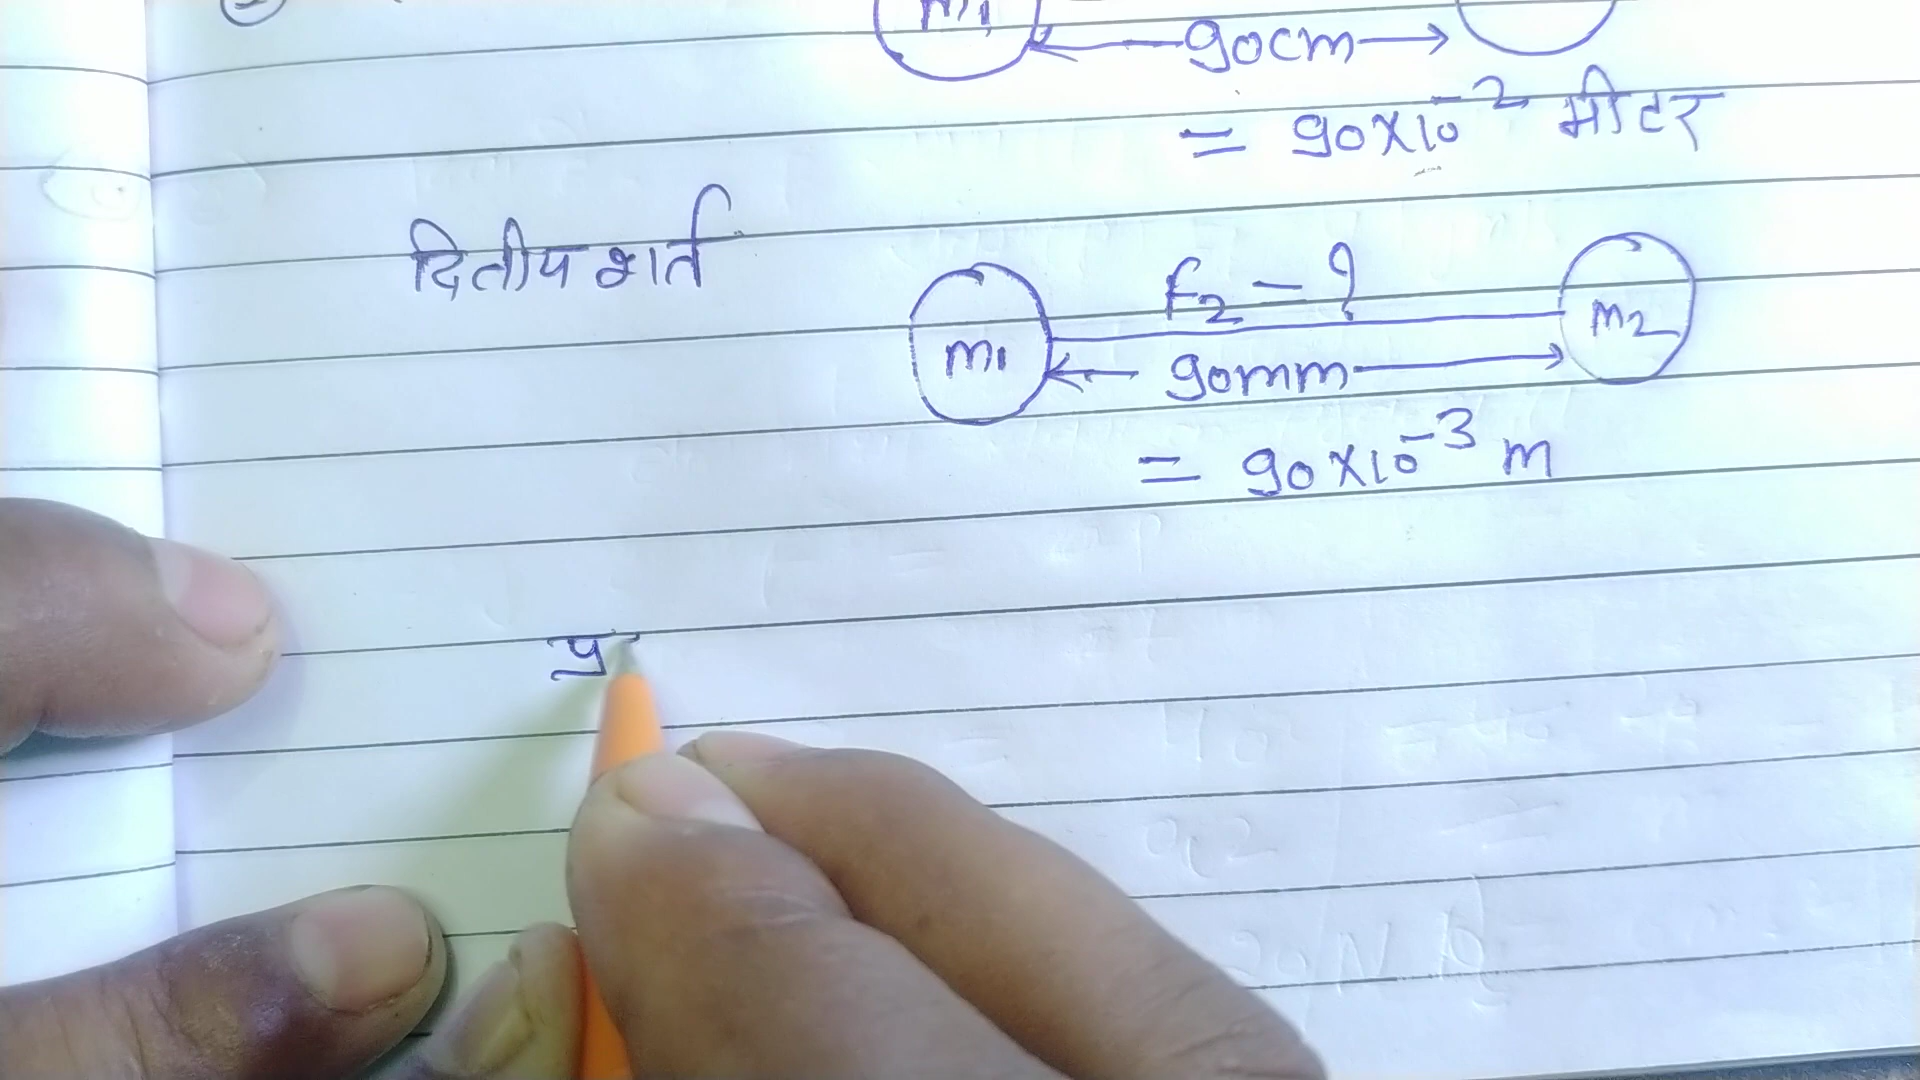 m1
90cm
= 90×10⁻² मीटर
दितीय शर्त
F2 = ?
m1
m2
90mm
= 90×10⁻³ m